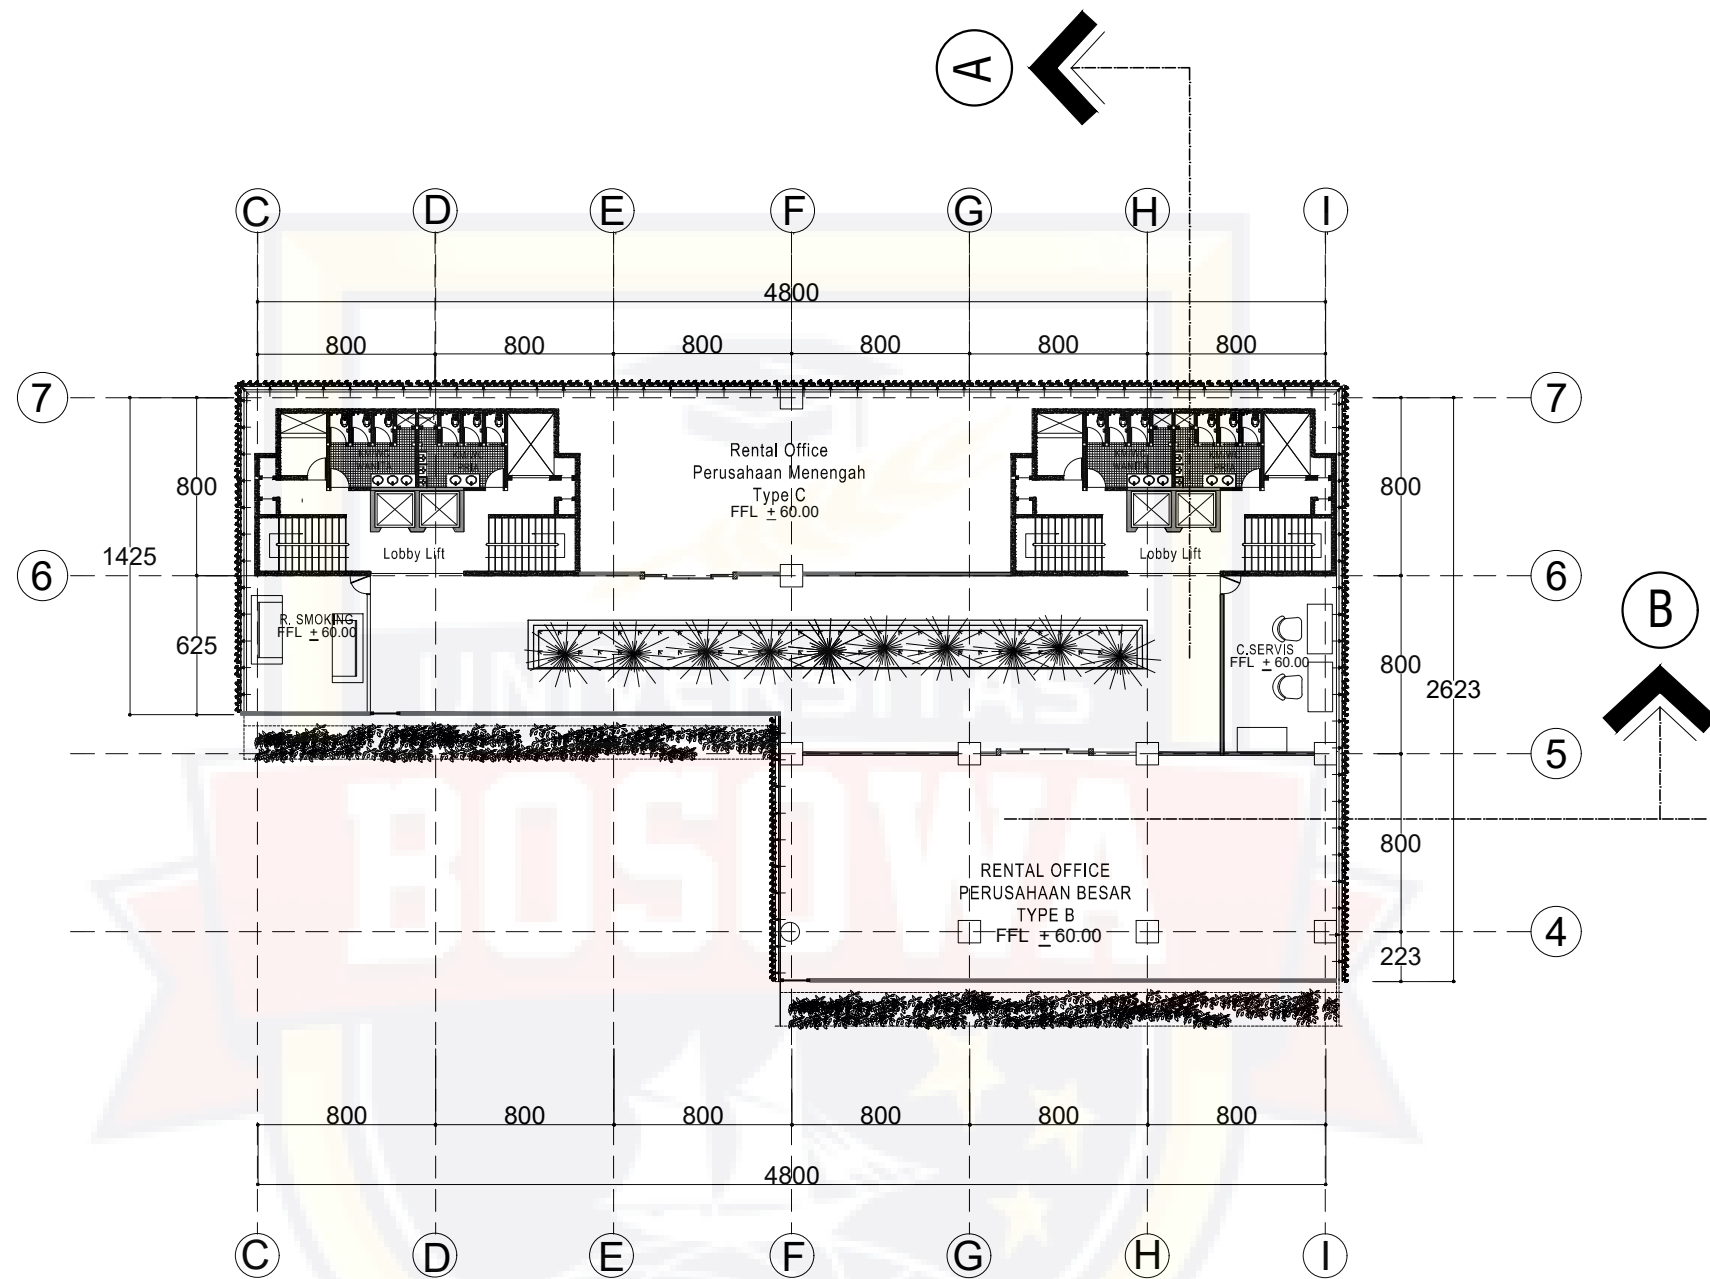 A
C D E F G H I
4800
800 800 800 800 800 800
7 7
Rental Office
Perusahaan Menengah
Type C
FFL ± 60.00
800 800
Lobby Lift Lobby Lift
1425
6 6
B
R. SMOKING
FFL ± 60.00
625
C.SERVIS
FFL ± 60.00
800
2623
UNIVERSITAS
5
BOSOWA
800
RENTAL OFFICE
PERUSAHAAN BESAR
TYPE B
FFL ± 60.00
4
223
800 800 800 800 800 800
4800
C D E F G H I